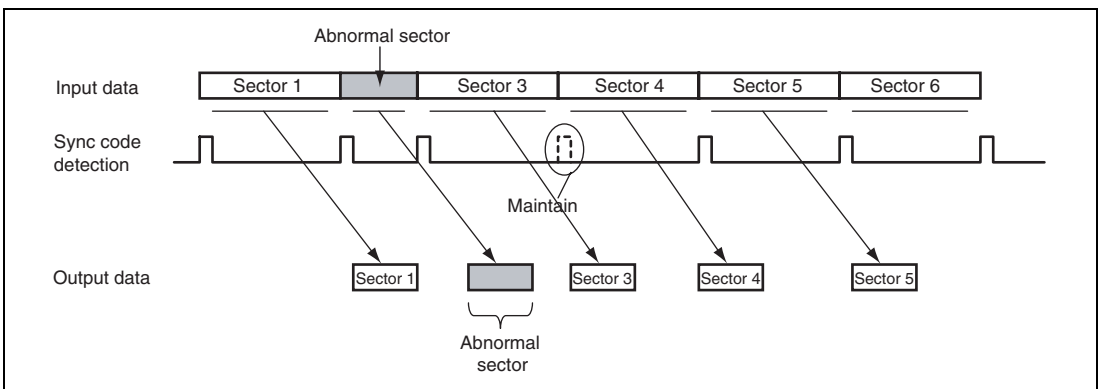 Abnormal sector
Input data
Sector 1
Sector 3
Sector 4
Sector 5
Sector 6
Sync code
detection
Maintain
Output data
Sector 1
Sector 3
Sector 4
Sector 5
Abnormal
sector